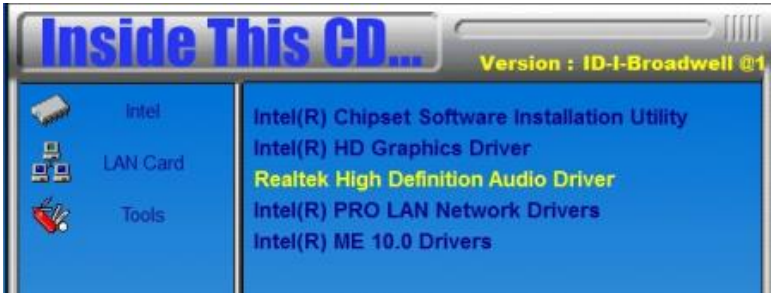 Inside This CD...
Version : ID-I-Broadwell @1
Intel
LAN Card
Tools
Intel(R) Chipset Software Installation Utility
Intel(R) HD Graphics Driver
Realtek High Definition Audio Driver
Intel(R) PRO LAN Network Drivers
Intel(R) ME 10.0 Drivers